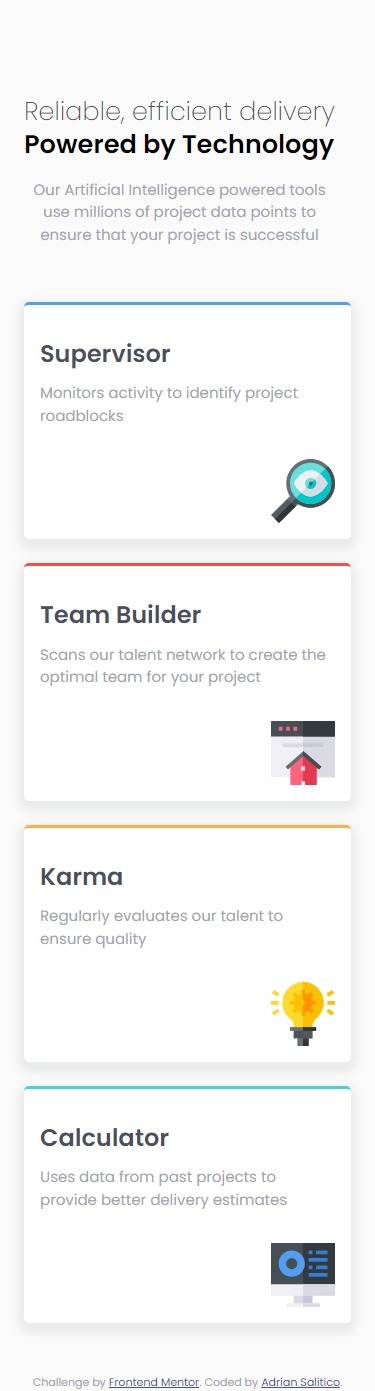 Reliable, efficient delivery
Powered by Technology
Our Artificial Intelligence powered tools
use millions of project data points to
ensure that your project is successful
Supervisor
Monitors activity to identify project
roadblocks
Team Builder
Scans our talent network to create the
optimal team for your project
Karma
Regularly evaluates our talent to
ensure quality
Calculator
Uses data from past projects to
provide better delivery estimates
Challenge by Frontend Mentor. Coded by Adrian Salitico.